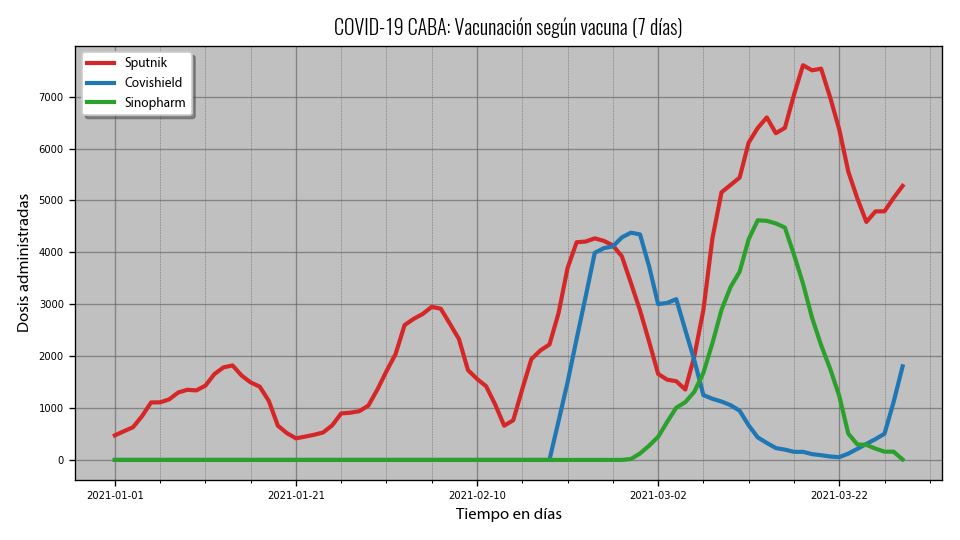 COVID-19 CABA: Vacunación según vacuna (7 días)
Sputnik
Covishield
Sinopharm
Dosis administradas
7000
6000
5000
4000
3000
2000
1000
0
2021-01-01 2021-01-21 2021-02-10 2021-03-02 2021-03-22
Tiempo en días